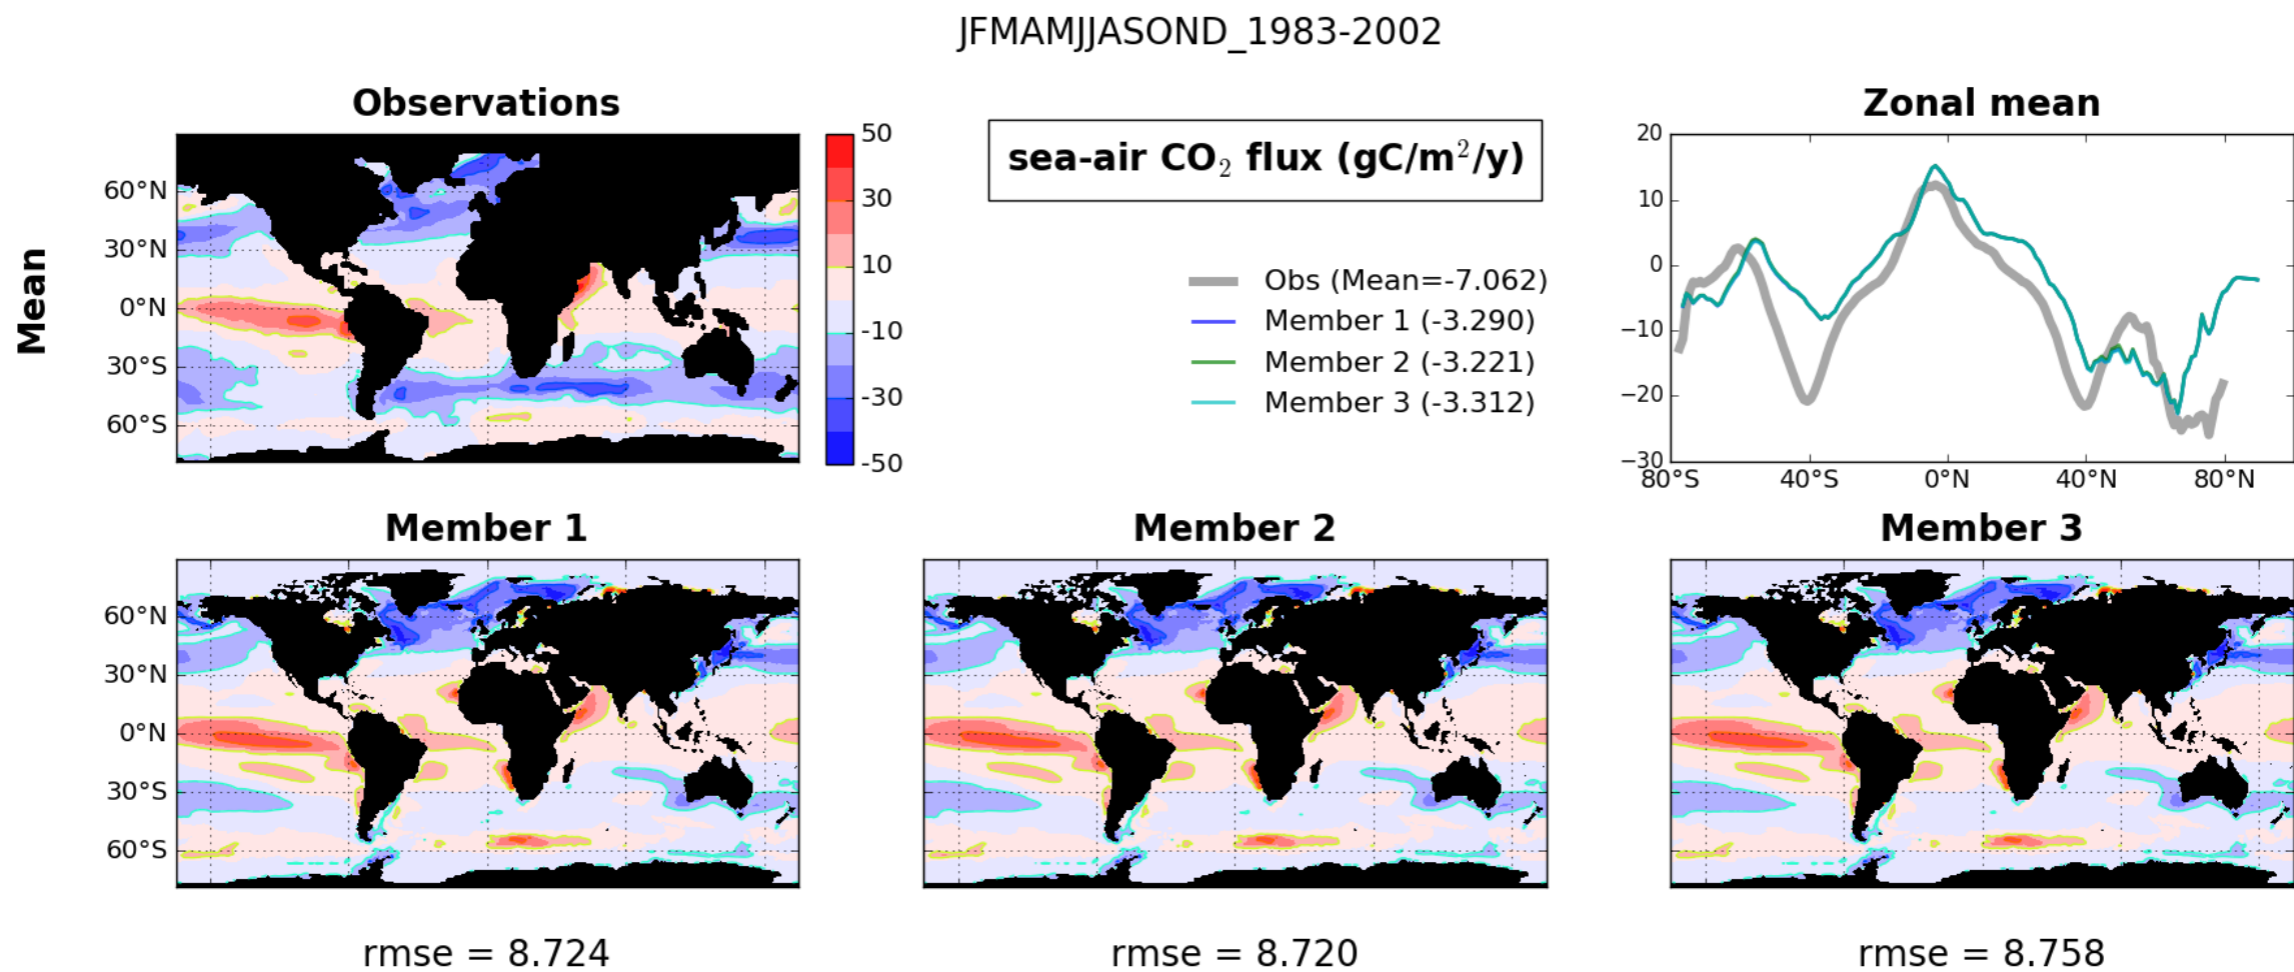 JFMAMJJASOND_1983-2002
Observations
Mean
60°N
30°N
0°N
30°S
60°S
50
30
10
-10
-30
-50
sea-air CO₂ flux (gC/m²/y)
Obs (Mean=-7.062)
Member 1 (-3.290)
Member 2 (-3.221)
Member 3 (-3.312)
Zonal mean
20
10
0
−10
−20
−30
80°S 40°S 0°N 40°N 80°N
Member 1
60°N
30°N
0°N
30°S
60°S
rmse = 8.724
Member 2
rmse = 8.720
Member 3
rmse = 8.758